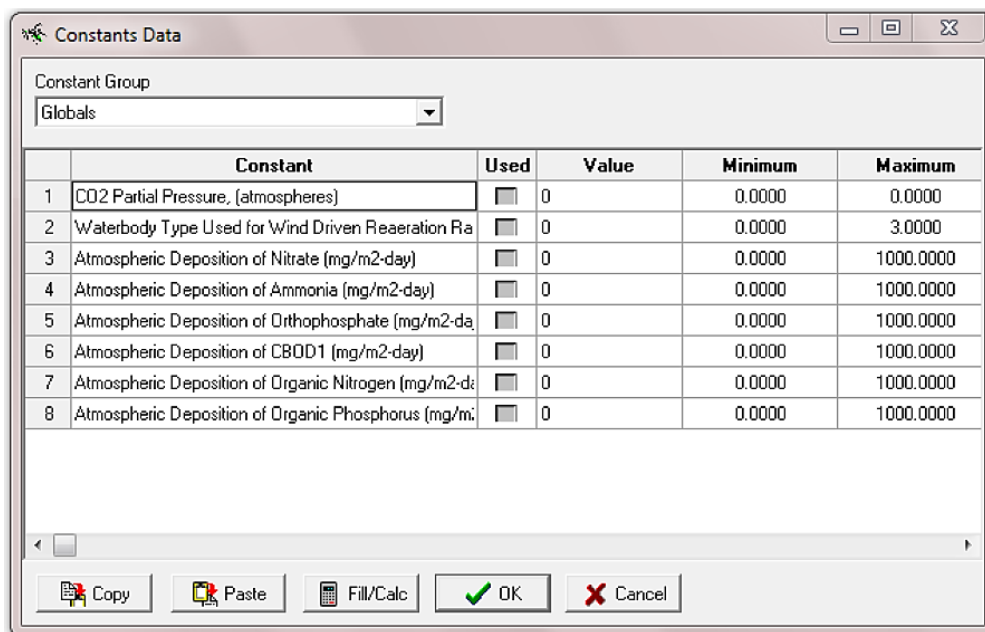 Constants Data
Constant Group
Globals
Constant Used Value Minimum Maximum
1 CO2 Partial Pressure, (atmospheres) 0 0.0000 0.0000
2 Waterbody Type Used for Wind Driven Reaeration Ra 0 0.0000 3.0000
3 Atmospheric Deposition of Nitrate (mg/m2-day) 0 0.0000 1000.0000
4 Atmospheric Deposition of Ammonia (mg/m2-day) 0 0.0000 1000.0000
5 Atmospheric Deposition of Orthophosphate (mg/m2-da 0 0.0000 1000.0000
6 Atmospheric Deposition of CBOD1 (mg/m2-day) 0 0.0000 1000.0000
7 Atmospheric Deposition of Organic Nitrogen (mg/m2-da 0 0.0000 1000.0000
8 Atmospheric Deposition of Organic Phosphorus (mg/m2 0 0.0000 1000.0000
Copy Paste Fill/Calc OK Cancel